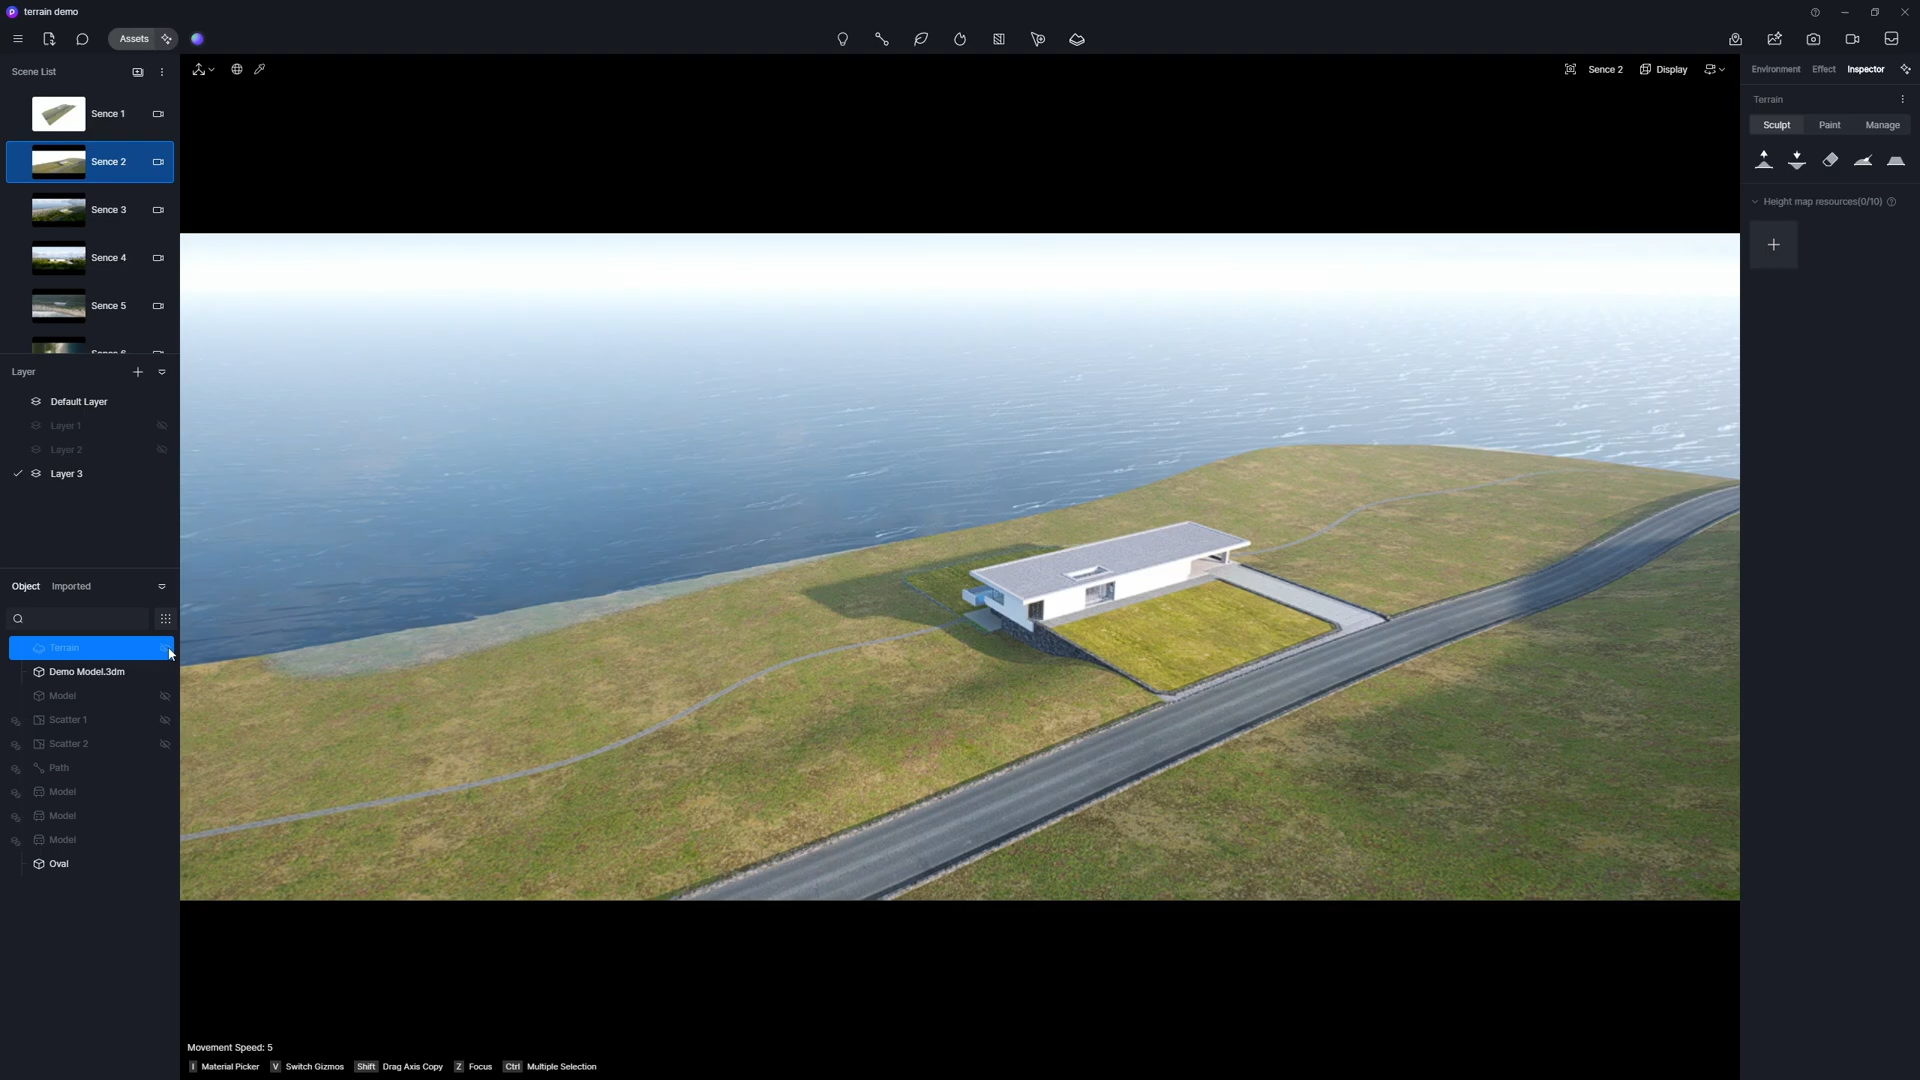 terrain demo
Assets
Scene List
Sence 1
Sence 2
Sence 3
Sence 4
Sence 5
Layer
Default Layer
Layer 1
Layer 2
Layer 3
Object Imported
Terrain
Demo Model.3dm
Model
Scatter 1
Scatter 2
Path
Model
Model
Model
Oval
Sence 2 Display
Movement Speed: 5
I Material Picker V Switch Gizmos Shift Drag Axis Copy Z Focus Ctrl Multiple Selection
Environment Effect Inspector
Terrain
Sculpt Paint Manage
Height map resources(0/10)